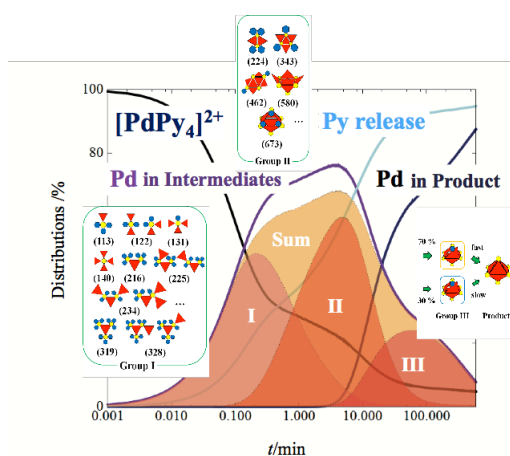 (224) (343)
(462) (580)
(673) ...
Group II
100
80
0
Distributions /%
[PdPy4]2+
Py release
Pd in Intermediates
Pd in Product
Sum
I
II
III
(113) (122) (131)
(140) (216) (225)
(234) ...
(319) (328)
Group I
70 %
fast
30 %
slow
Group III
Product
0.001 0.010 0.100 1.000 10.000 100.000
t/min